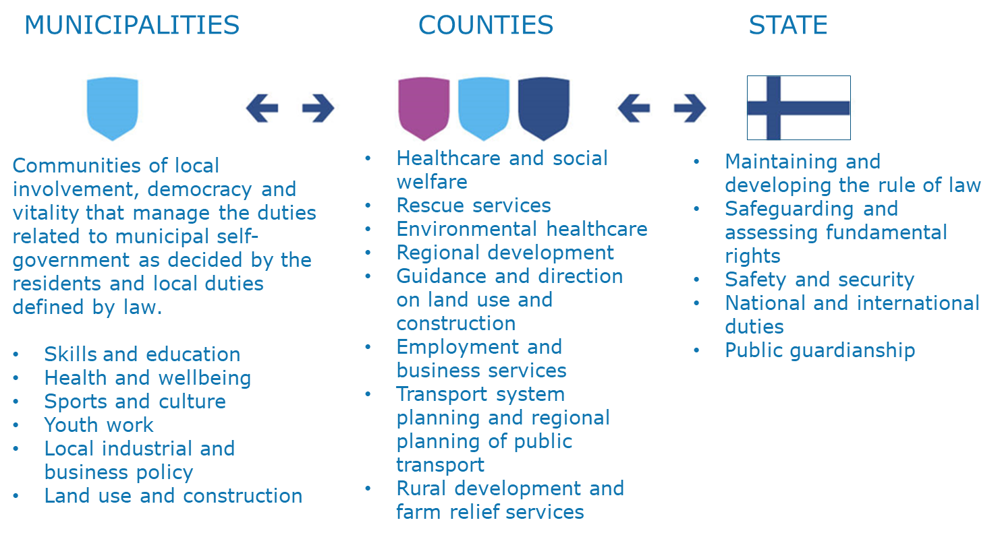 MUNICIPALITIES
Communities of local
involvement, democracy and
vitality that manage the duties
related to municipal self-
government as decided by the
residents and local duties
defined by law.
• Skills and education
• Health and wellbeing
• Sports and culture
• Youth work
• Local industrial and
business policy
• Land use and construction
COUNTIES
• Healthcare and social
welfare
• Rescue services
• Environmental healthcare
• Regional development
• Guidance and direction
on land use and
construction
• Employment and
business services
• Transport system
planning and regional
planning of public
transport
• Rural development and
farm relief services
STATE
• Maintaining and
developing the rule of law
• Safeguarding and
assessing fundamental
rights
• Safety and security
• National and international
duties
• Public guardianship